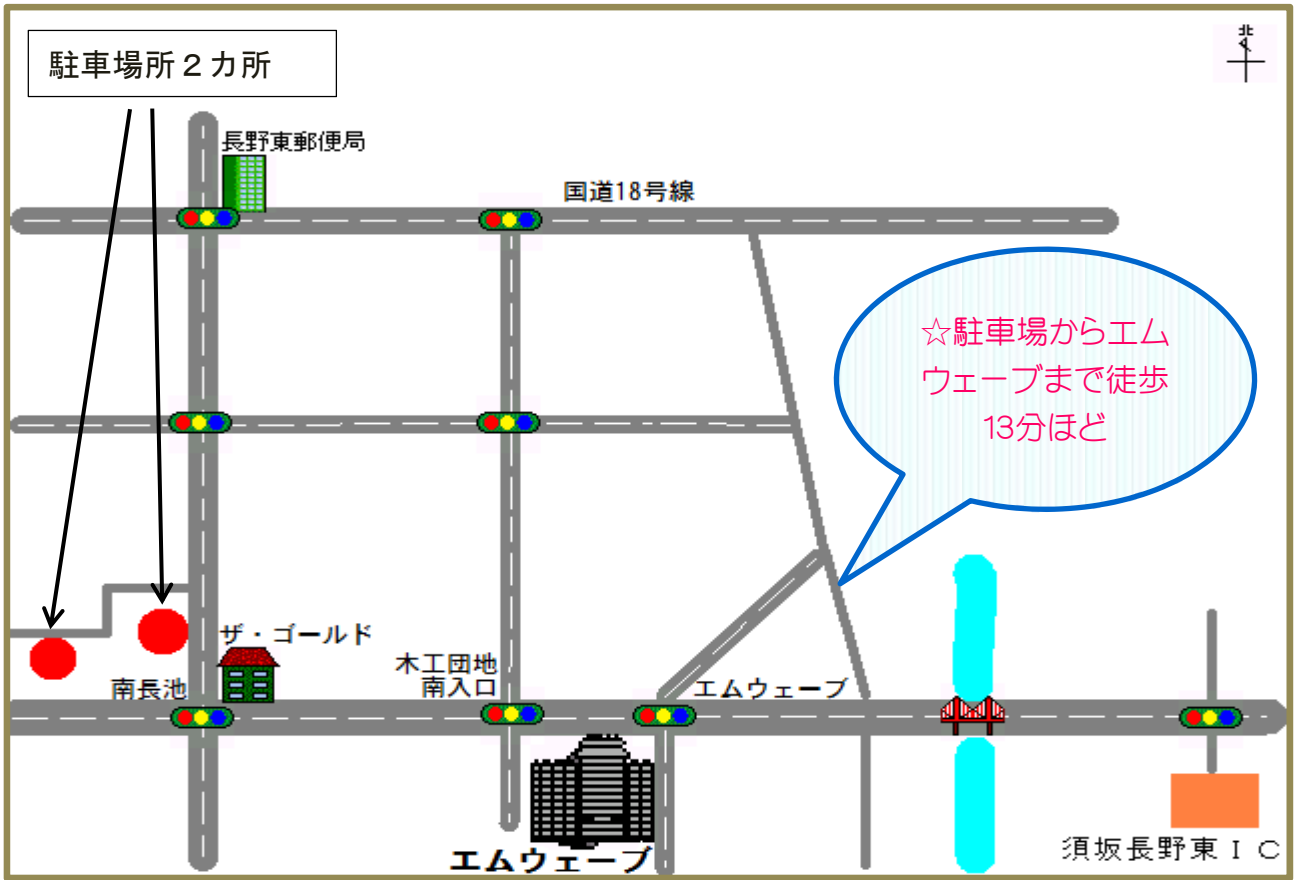 北
駐車場所２カ所
長野東郵便局
国道18号線
☆駐車場からエム
ウェーブまで徒歩
13分ほど
ザ・ゴールド
木工団地
南入口
南長池
エムウェーブ
エムウェーブ
須坂長野東ＩＣ